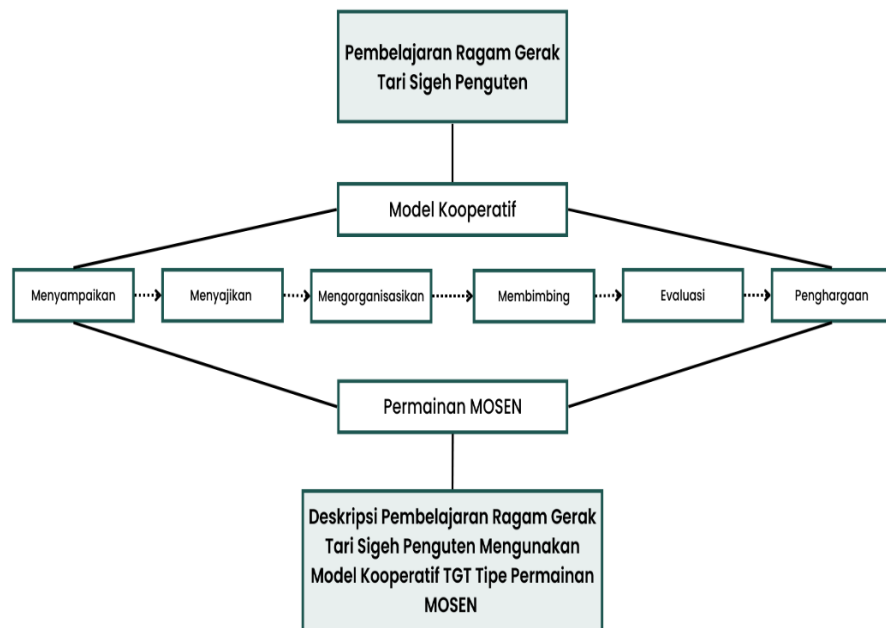 Pembelajaran Ragam Gerak
Tari Sigeh Penguten
Model Kooperatif
Menyampaikan
Menyajikan
Mengorganisasikan
Membimbing
Evaluasi
Penghargaan
Permainan MOSEN
Deskripsi Pembelajaran Ragam Gerak
Tari Sigeh Penguten Mengunakan
Model Kooperatif TGT Tipe Permainan
MOSEN